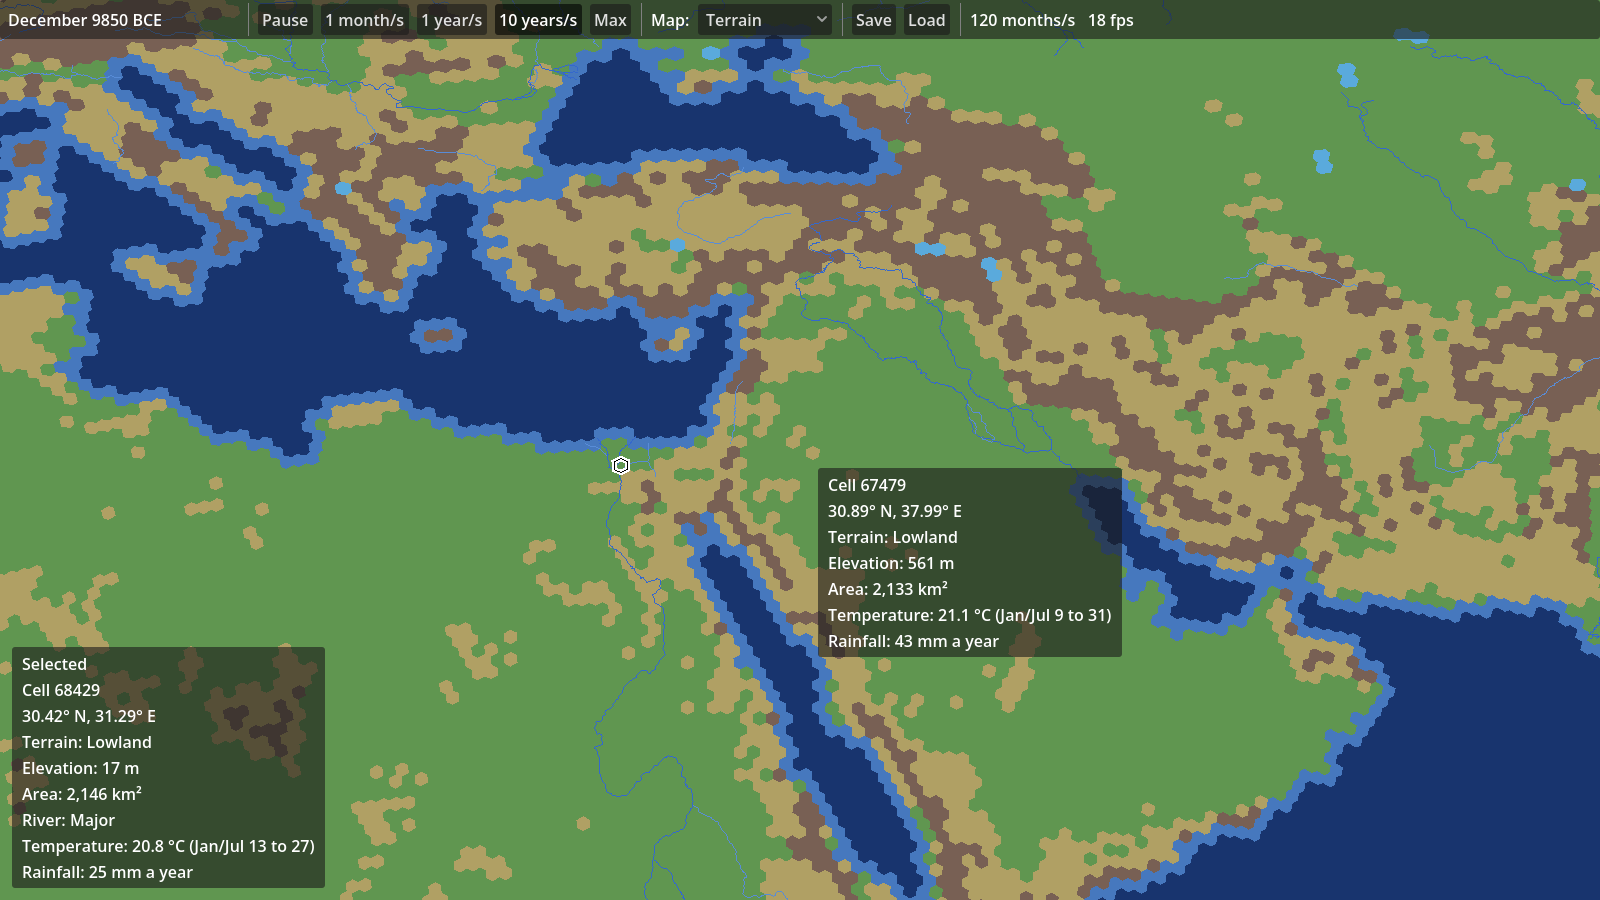 December 9850 BCE Pause 1 month/s 1 year/s 10 years/s Max Map: Terrain Save Load 120 months/s 18 fps
Cell 67479
30.89° N, 37.99° E
Terrain: Lowland
Elevation: 561 m
Area: 2,133 km²
Temperature: 21.1 °C (Jan/Jul 9 to 31)
Rainfall: 43 mm a year
Selected
Cell 68429
30.42° N, 31.29° E
Terrain: Lowland
Elevation: 17 m
Area: 2,146 km²
River: Major
Temperature: 20.8 °C (Jan/Jul 13 to 27)
Rainfall: 25 mm a year